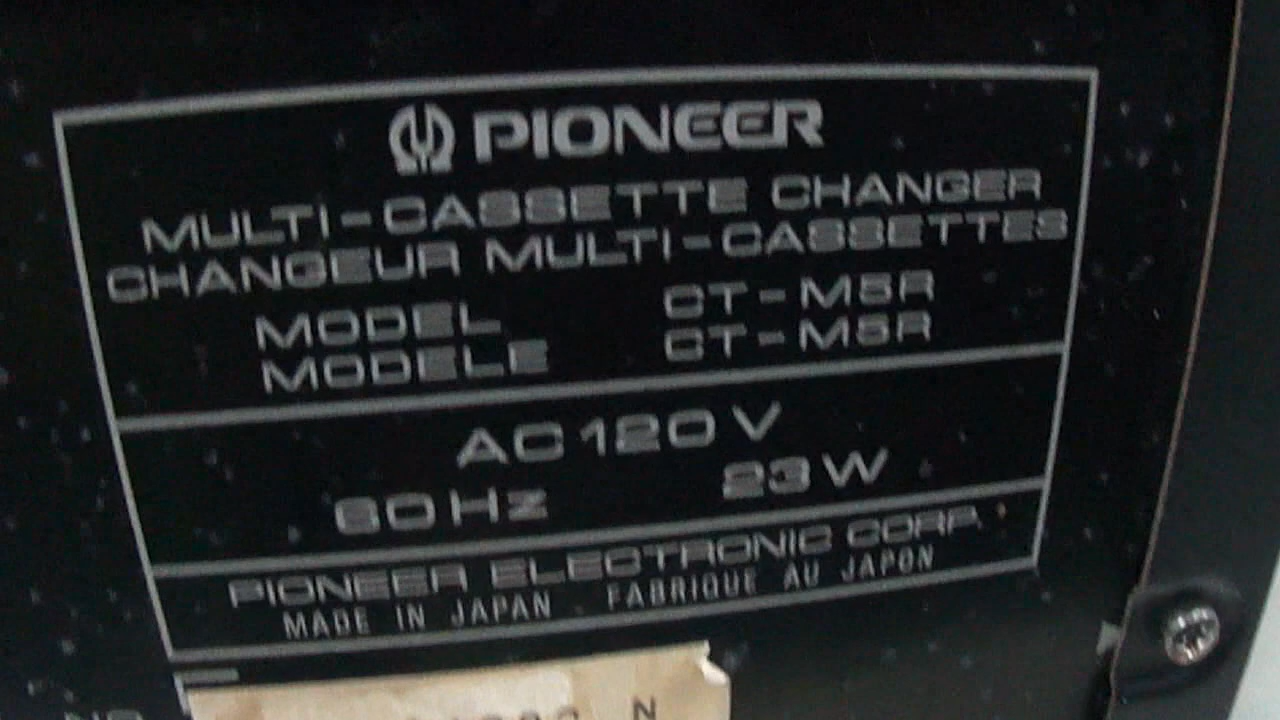 PIONEER
MULTI-CASSETTE CHANGER
CHANGEUR MULTI-CASSETTES
MODEL CT-M5R
MODELE CT-M5R
AC 120 V
60 Hz 23 W
PIONEER ELECTRONIC CORP.
MADE IN JAPAN FABRIQUE AU JAPON
N